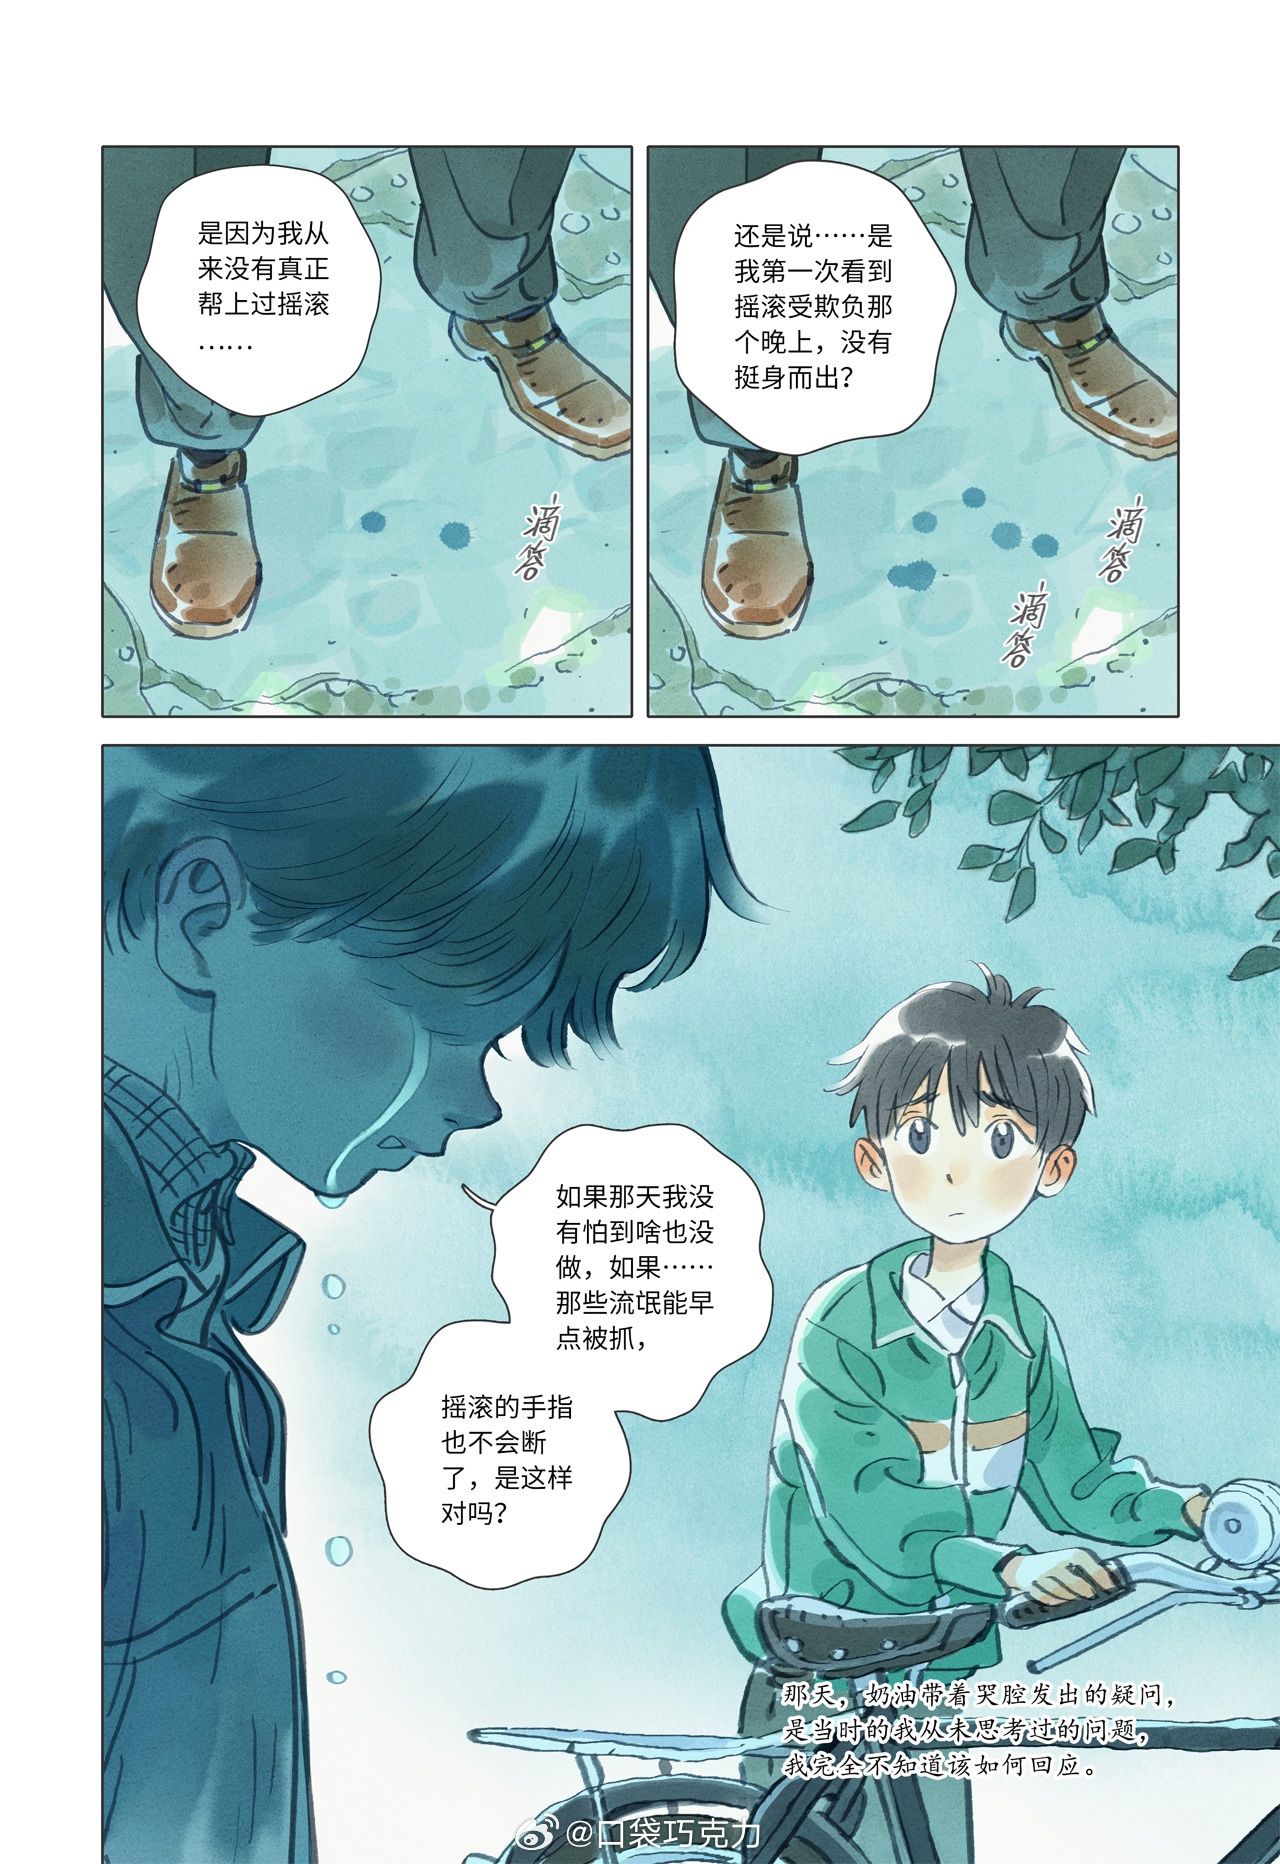 是因为我从
来没有真正
帮上过摇滚
……
滴答
还是说……是
我第一次看到
摇滚受欺负那
个晚上，没有
挺身而出？
滴答
滴答
如果那天我没
有怕到啥也没
做，如果……
那些流氓能早
点被抓，
摇滚的手指
也不会断
了，是这样
对吗？
那天，奶油带着哭腔发出的疑问，
是当时的我从未思考过的问题，
我完全不知道该如何回应。
@口袋巧克力